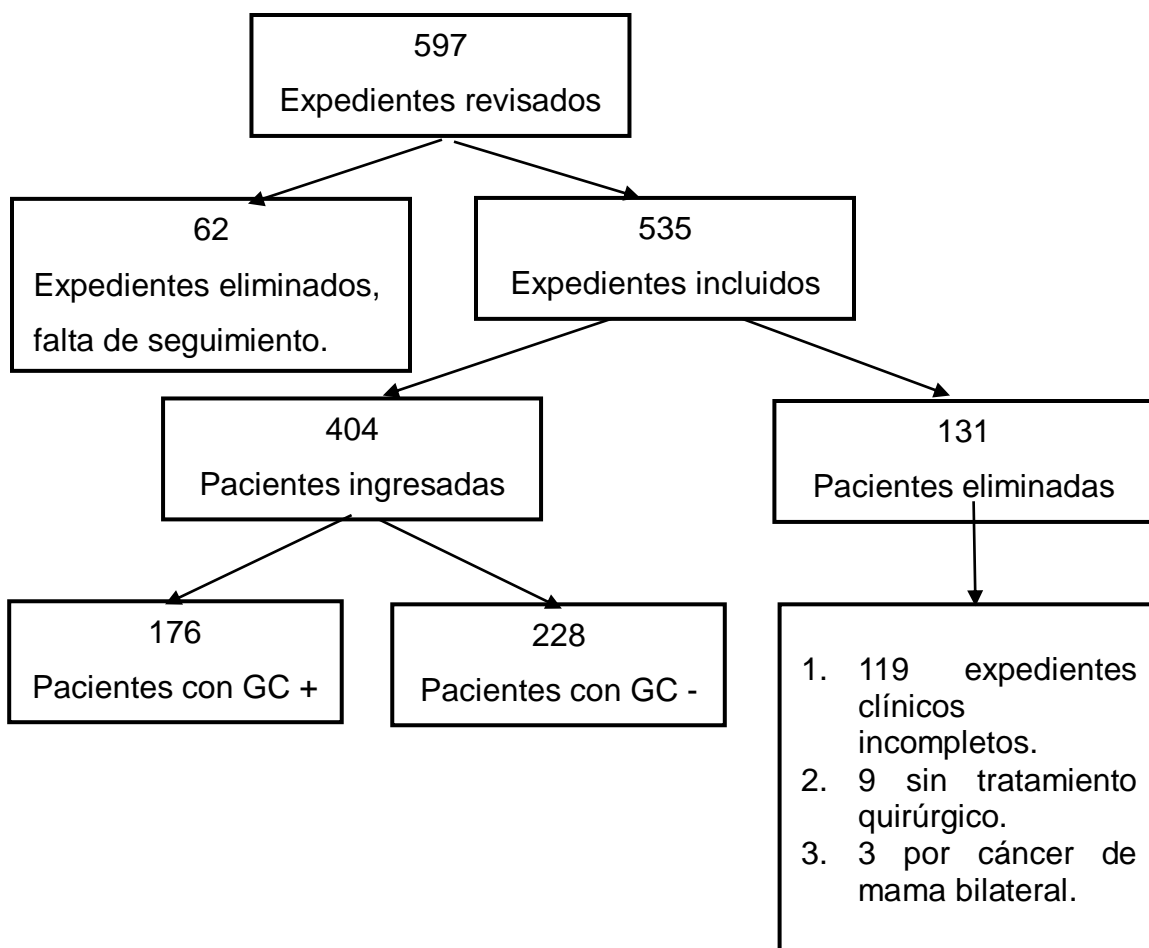 597
Expedientes revisados
62
Expedientes eliminados,
falta de seguimiento.
535
Expedientes incluidos
404
Pacientes ingresadas
131
Pacientes eliminadas
176
Pacientes con GC +
228
Pacientes con GC -
1. 119 expedientes
clínicos
incompletos.
2. 9 sin tratamiento
quirúrgico.
3. 3 por cáncer de
mama bilateral.